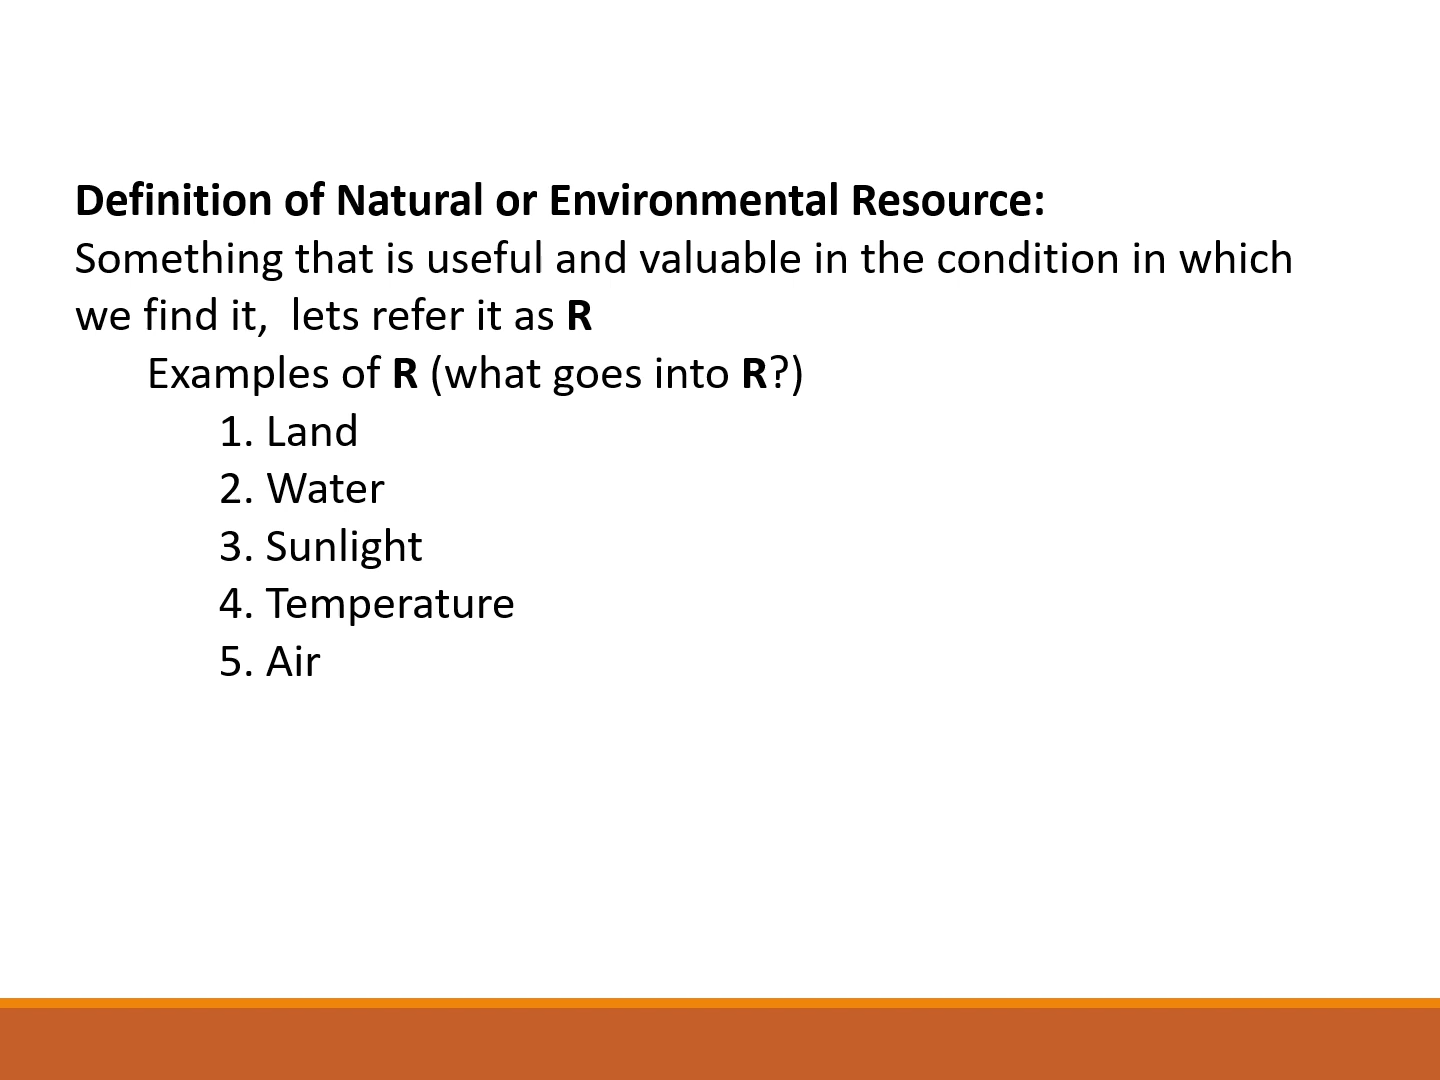 Definition of Natural or Environmental Resource:
Something that is useful and valuable in the condition in which
we find it,  lets refer it as R
Examples of R (what goes into R?)
1. Land
2. Water
3. Sunlight
4. Temperature
5. Air